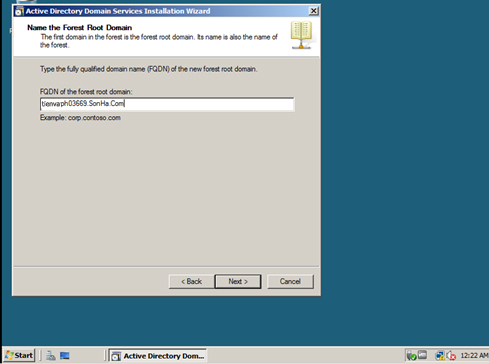 Active Directory Domain Services Installation Wizard
Name the Forest Root Domain
The first domain in the forest is the forest root domain. Its name is also the name of
the forest.
Type the fully qualified domain name (FQDN) of the new forest root domain.
FQDN of the forest root domain:
tienvaph03669.SonHa.Com
Example: corp.contoso.com
< Back
Next >
Cancel
Start
Active Directory Dom...
12:22 AM